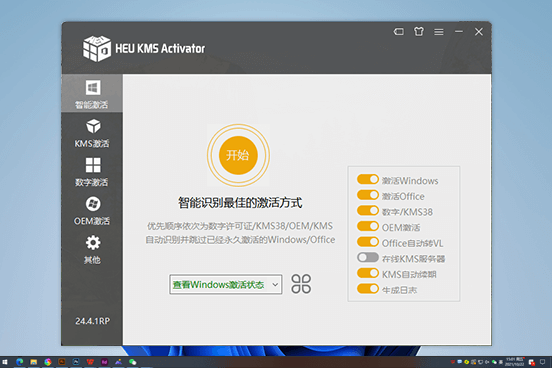 HEU KMS Activator
智能激活
KMS激活
数字激活
OEM激活
其他
24.4.1RP
开始
智能识别最佳的激活方式
优先顺序依次为数字许可证/KMS38/OEM/KMS
自动识别并跳过已经永久激活的Windows/Office
查看Windows激活状态
激活Windows
激活Office
数字/KMS38
OEM激活
Office自动转VL
在线KMS服务器
KMS自动续期
生成日志